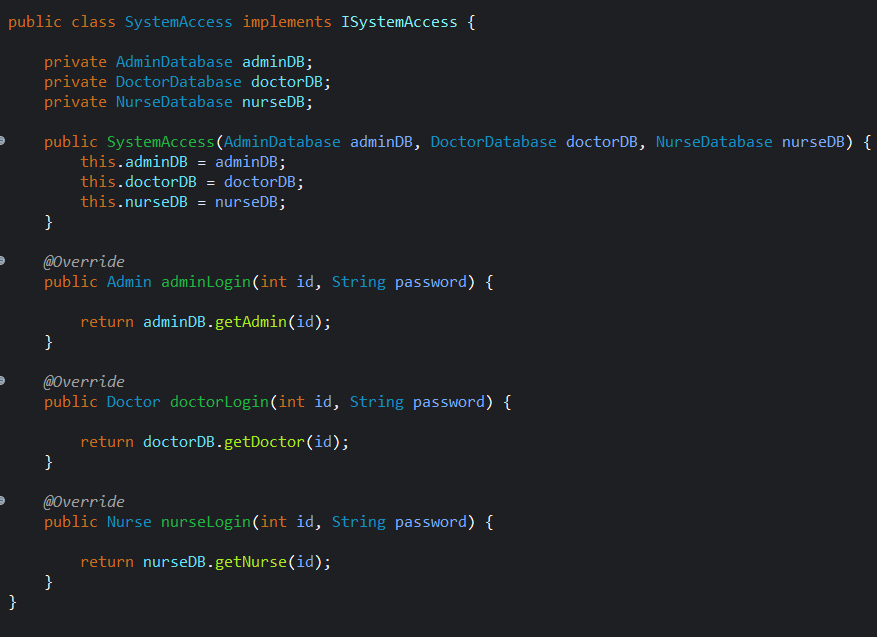 public class SystemAccess implements ISystemAccess {
private AdminDatabase adminDB;
private DoctorDatabase doctorDB;
private NurseDatabase nurseDB;
public SystemAccess(AdminDatabase adminDB, DoctorDatabase doctorDB, NurseDatabase nurseDB) {
this.adminDB = adminDB;
this.doctorDB = doctorDB;
this.nurseDB = nurseDB;
}
@Override
public Admin adminLogin(int id, String password) {
return adminDB.getAdmin(id);
}
@Override
public Doctor doctorLogin(int id, String password) {
return doctorDB.getDoctor(id);
}
@Override
public Nurse nurseLogin(int id, String password) {
return nurseDB.getNurse(id);
}
}